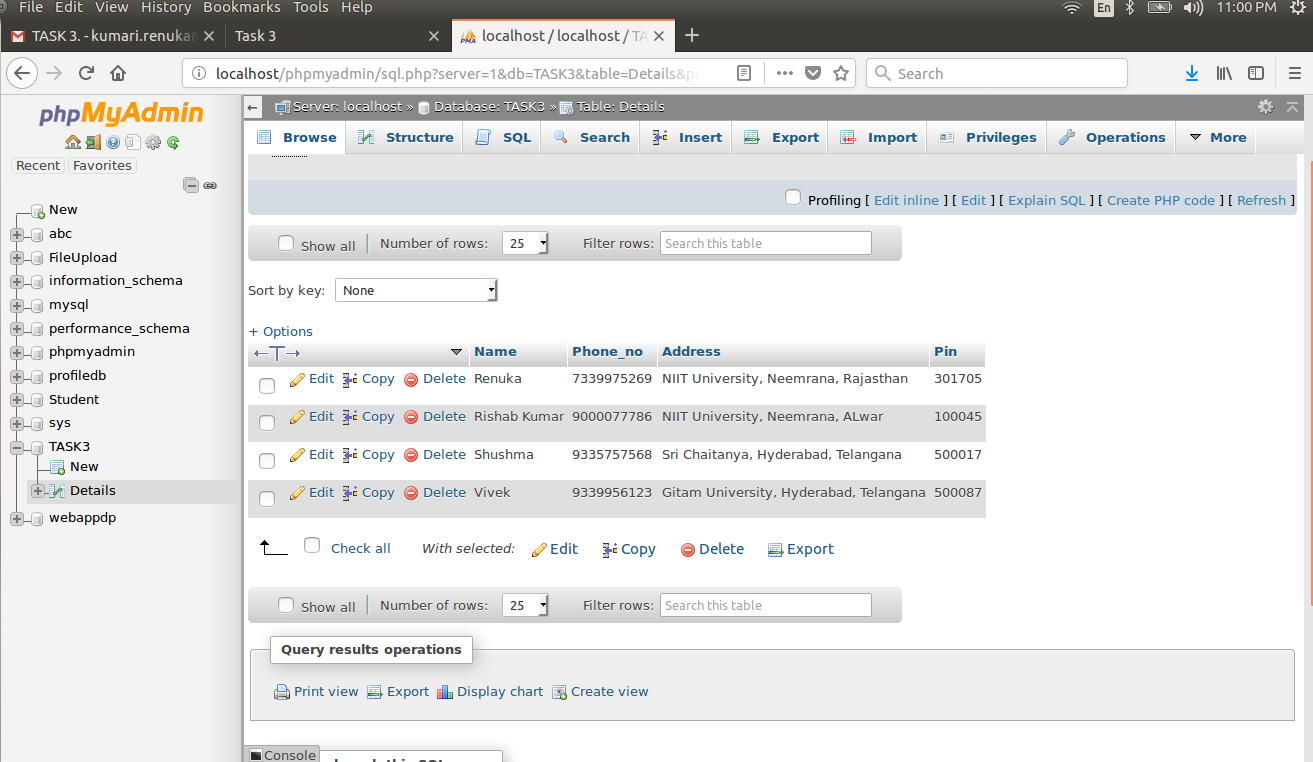 File Edit View History Bookmarks Tools Help En 11:00 PM
TASK 3. - kumari.renuka Task 3 localhost / localhost / TA
localhost/phpmyadmin/sql.php?server=1&db=TASK3&table=Details&p Search
phpMyAdmin
Recent Favorites
New
abc
FileUpload
information_schema
mysql
performance_schema
phpmyadmin
profiledb
Student
sys
TASK3
New
Details
webappdp
Server: localhost » Database: TASK3 » Table: Details
Browse Structure SQL Search Insert Export Import Privileges Operations More
Profiling [ Edit inline ] [ Edit ] [ Explain SQL ] [ Create PHP code ] [ Refresh ]
Show all Number of rows: 25 Filter rows: Search this table
Sort by key: None
+ Options
Name Phone_no Address Pin
Edit Copy Delete Renuka 7339975269 NIIT University, Neemrana, Rajasthan 301705
Edit Copy Delete Rishab Kumar 9000077786 NIIT University, Neemrana, ALwar 100045
Edit Copy Delete Shushma 9335757568 Sri Chaitanya, Hyderabad, Telangana 500017
Edit Copy Delete Vivek 9339956123 Gitam University, Hyderabad, Telangana 500087
Check all With selected: Edit Copy Delete Export
Show all Number of rows: 25 Filter rows: Search this table
Query results operations
Print view Export Display chart Create view
Console